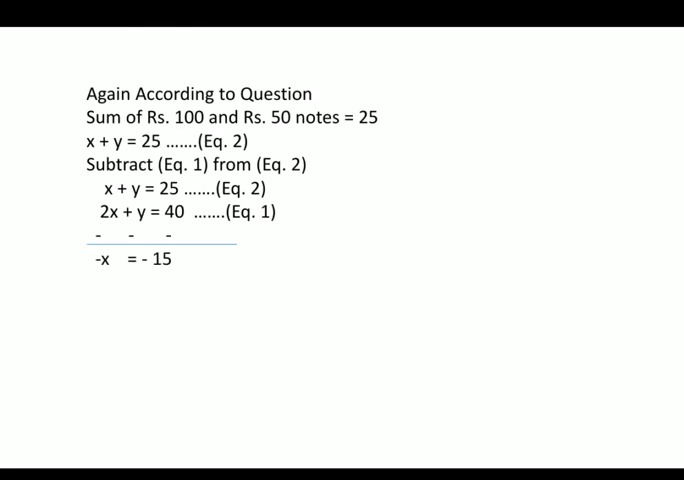 Again According to Question
Sum of Rs. 100 and Rs. 50 notes = 25
x + y = 25 .......(Eq. 2)
Subtract (Eq. 1) from (Eq. 2)
x + y = 25 .......(Eq. 2)
2x + y = 40 .......(Eq. 1)
- - -
-x = - 15